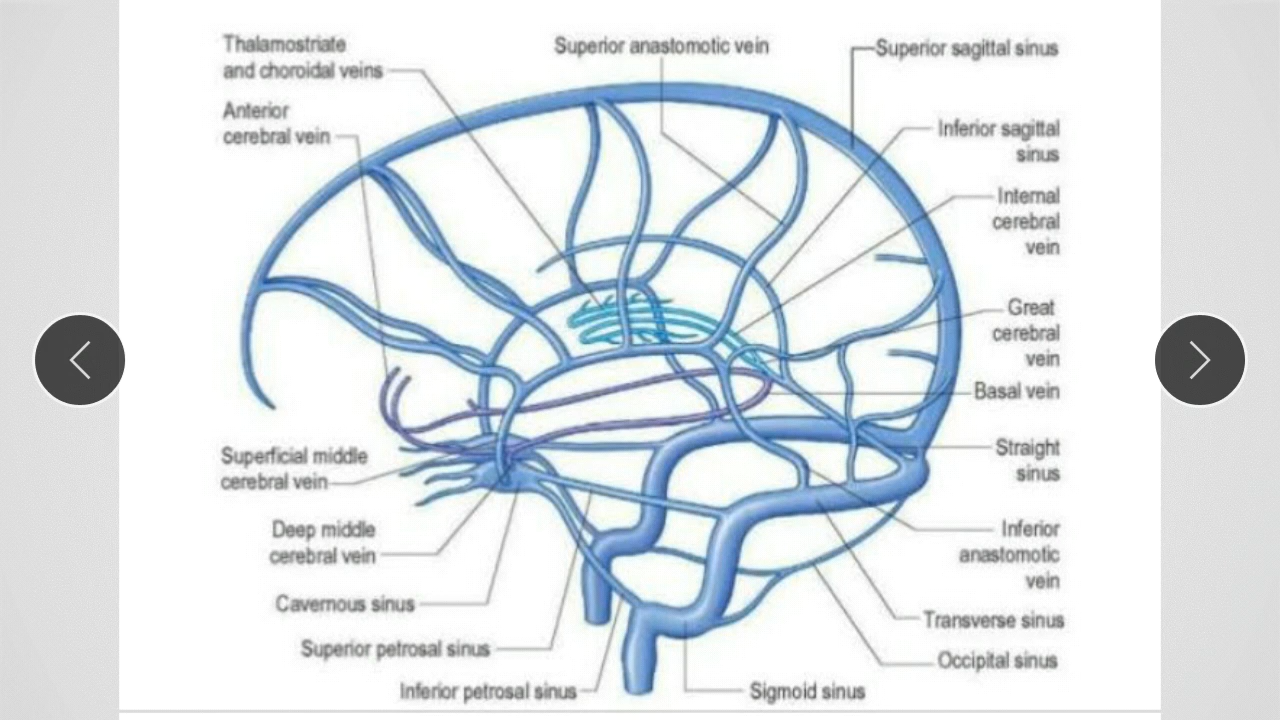 Thalamostriate
and choroidal veins
Superior anastomotic vein
Superior sagittal sinus
Anterior
cerebral vein
Inferior sagittal
sinus
Internal
cerebral
vein
Great
cerebral
vein
Basal vein
Straight
sinus
Superficial middle
cerebral vein
Deep middle
cerebral vein
Inferior
anastomotic
vein
Cavernous sinus
Transverse sinus
Superior petrosal sinus
Occipital sinus
Inferior petrosal sinus
Sigmoid sinus